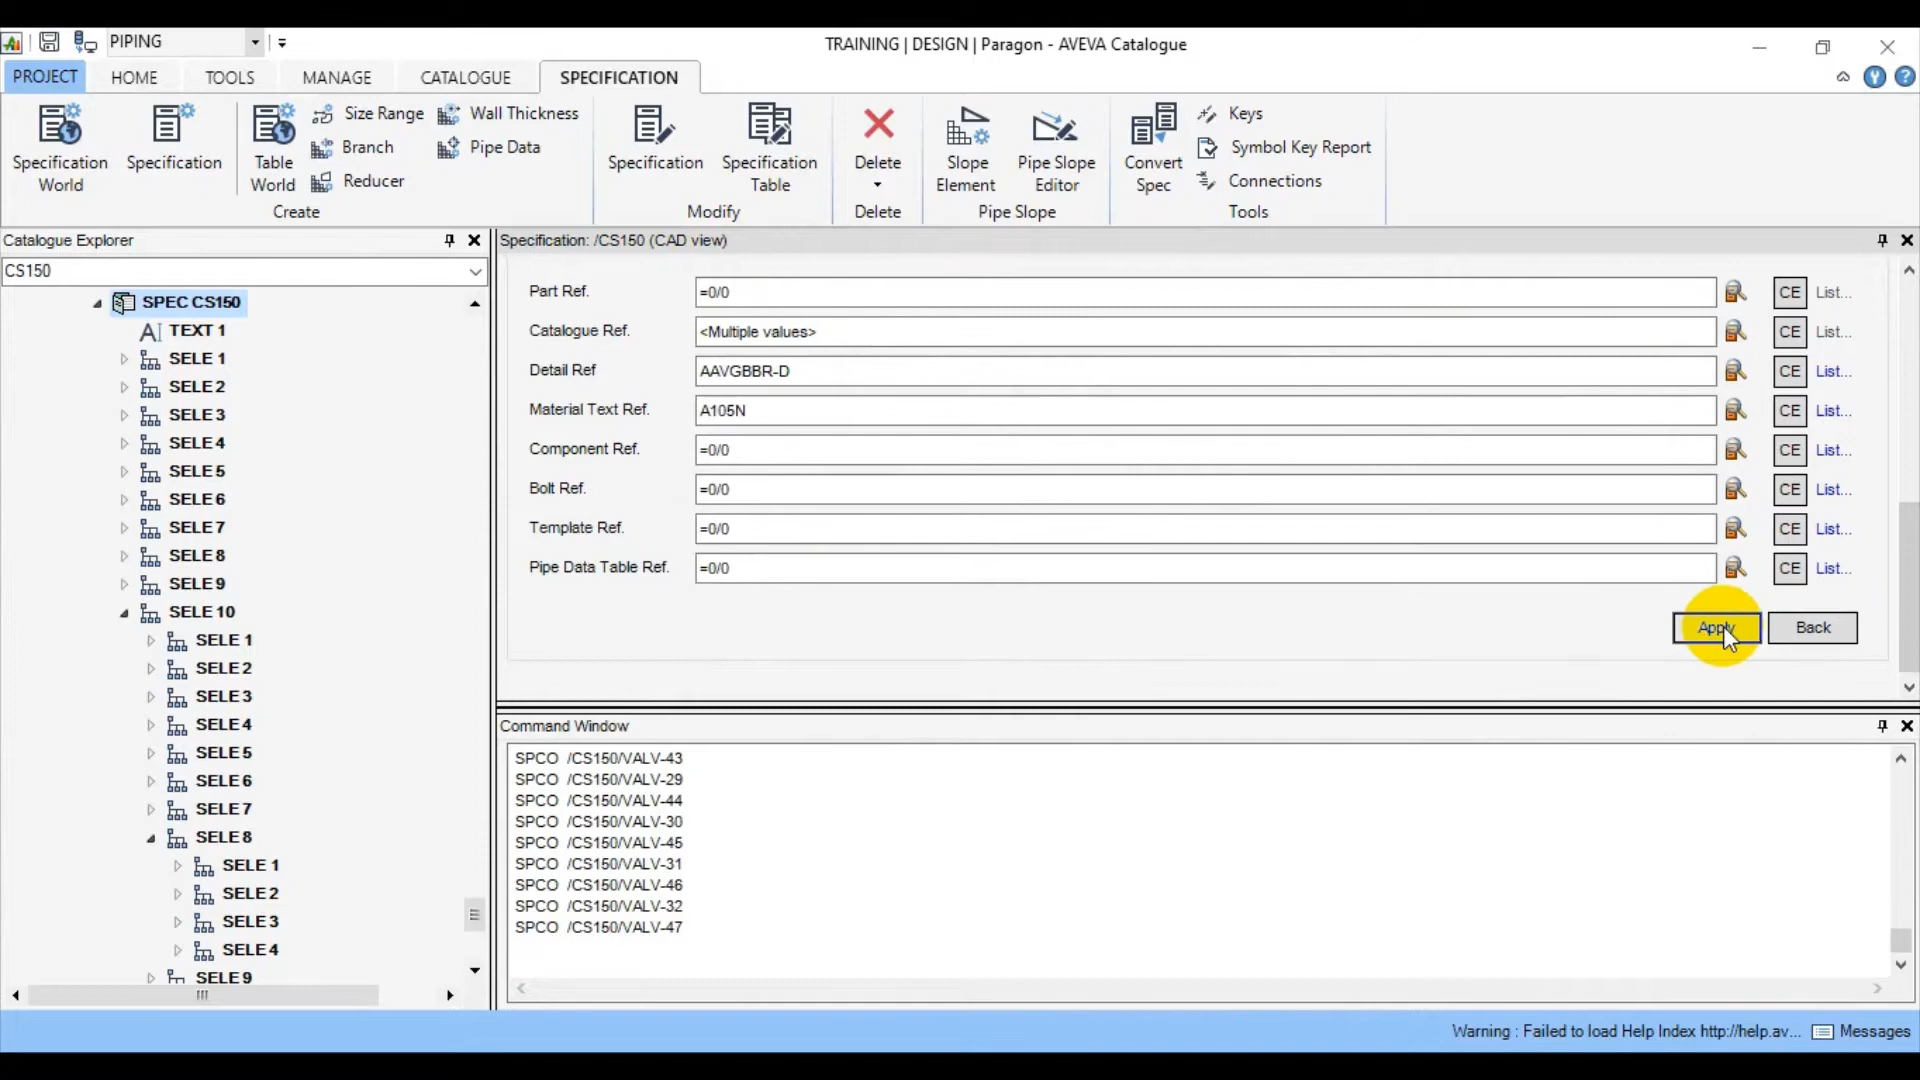 PIPING
TRAINING | DESIGN | Paragon - AVEVA Catalogue
PROJECT HOME TOOLS MANAGE CATALOGUE SPECIFICATION
Specification World
Specification
Table World
Size Range
Branch
Reducer
Wall Thickness
Pipe Data
Create
Specification
Specification Table
Modify
Delete
Delete
Slope Element
Pipe Slope Editor
Pipe Slope
Convert Spec
Keys
Symbol Key Report
Connections
Tools
Catalogue Explorer
CS150
SPEC CS150
TEXT 1
SELE 1
SELE 2
SELE 3
SELE 4
SELE 5
SELE 6
SELE 7
SELE 8
SELE 9
SELE 10
SELE 1
SELE 2
SELE 3
SELE 4
SELE 5
SELE 6
SELE 7
SELE 8
SELE 1
SELE 2
SELE 3
SELE 4
SELE 9
Specification: /CS150 (CAD view)
Part Ref. =0/0 CE List...
Catalogue Ref. <Multiple values> CE List...
Detail Ref AAVGBBR-D CE List...
Material Text Ref. A105N CE List...
Component Ref. =0/0 CE List...
Bolt Ref. =0/0 CE List...
Template Ref. =0/0 CE List...
Pipe Data Table Ref. =0/0 CE List...
Apply Back
Command Window
SPCO /CS150/VALV-43
SPCO /CS150/VALV-29
SPCO /CS150/VALV-44
SPCO /CS150/VALV-30
SPCO /CS150/VALV-45
SPCO /CS150/VALV-31
SPCO /CS150/VALV-46
SPCO /CS150/VALV-32
SPCO /CS150/VALV-47
Warning : Failed to load Help Index http://help.av... Messages